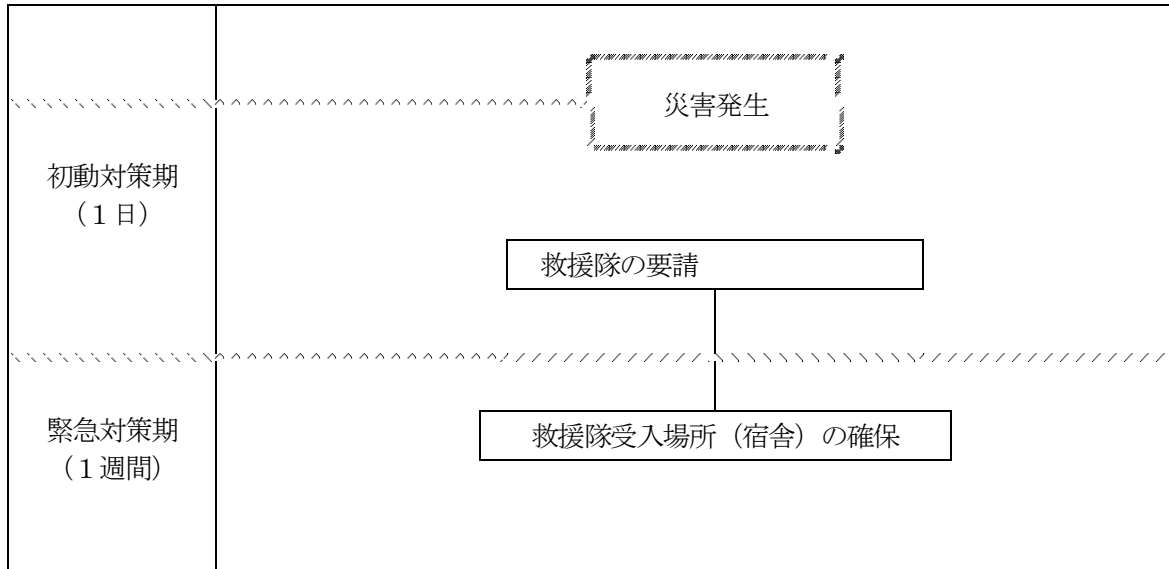 災害発生
初動対策期
（１日）
救援隊の要請
緊急対策期
（１週間）
救援隊受入場所（宿舎）の確保